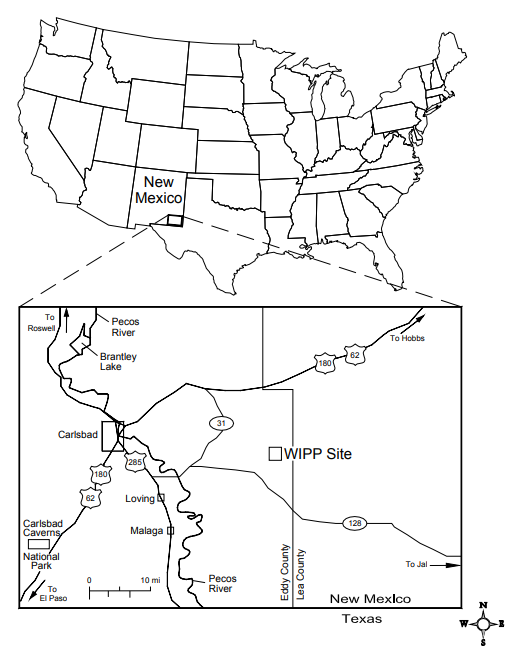 New
Mexico
To
Roswell
Pecos
River
To Hobbs
Brantley
Lake
180
62
31
Carlsbad
WIPP Site
285
180
62
Loving
128
Carlsbad
Caverns
National
Park
Malaga
Eddy County
Lea County
To Jal
To
El Paso
0
10 mi
Pecos
River
New Mexico
Texas
N
W
E
S